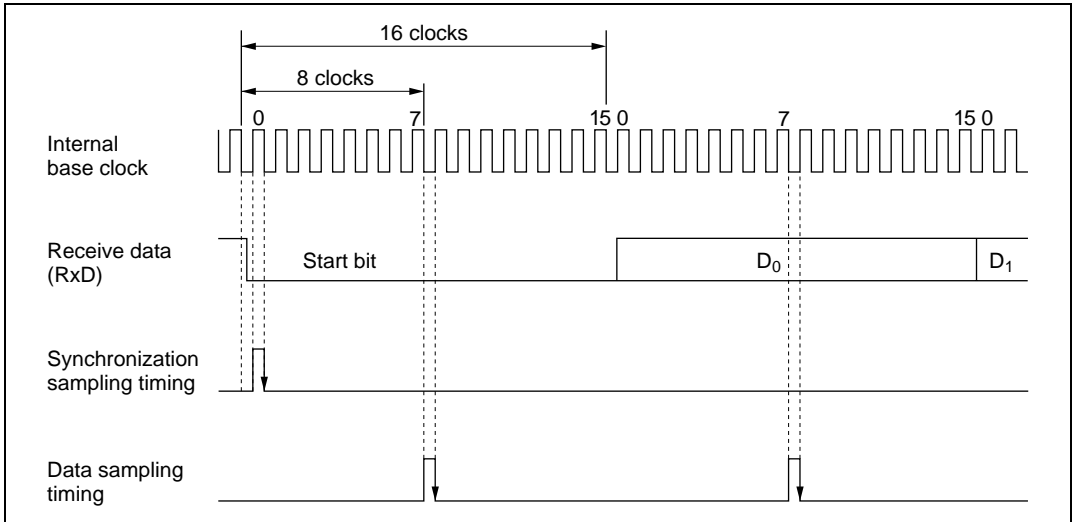 16 clocks
8 clocks
0 7 15 0 7 15 0
Internal
base clock
Receive data
(RxD)
Start bit D₀ D₁
Synchronization
sampling timing
Data sampling
timing